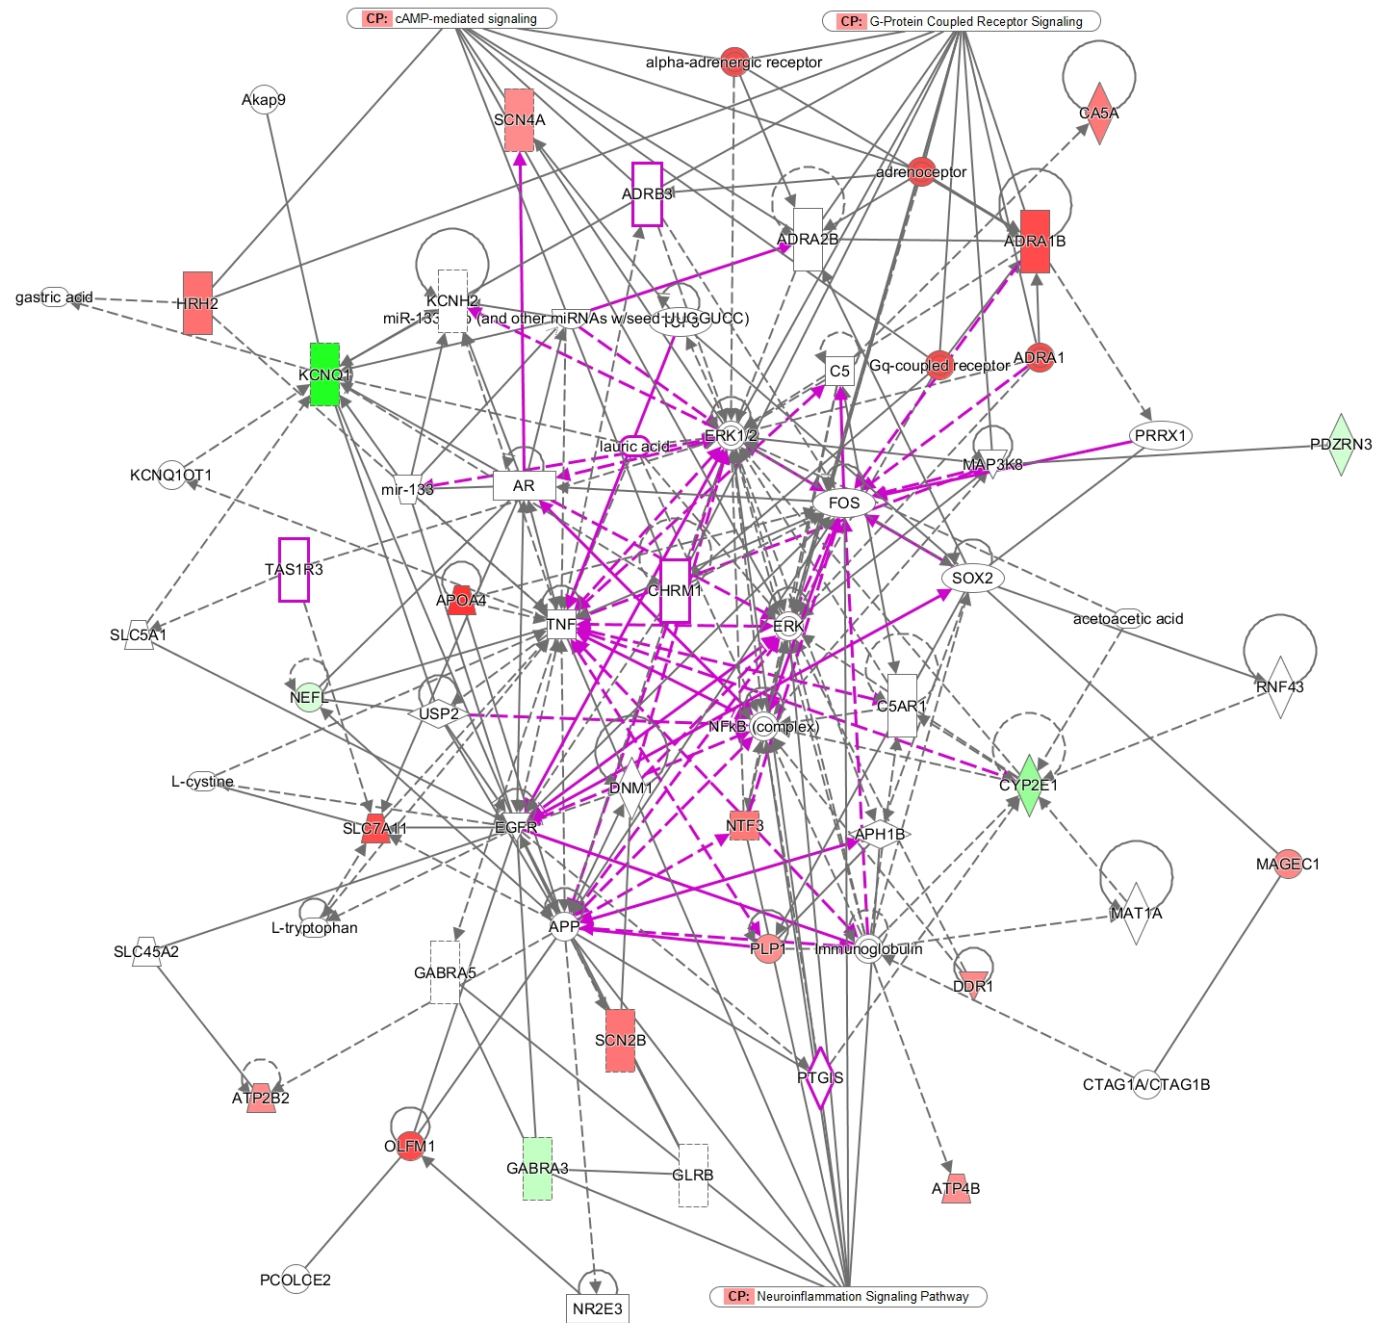 CP: cAMP-mediated signaling
CP: G-Protein Coupled Receptor Signaling
alpha-adrenergic receptor
Akap9
SCN4A
CA5A
adrenoceptor
ADRB3
ADRA2B
ADRA1B
gastric acid
HRH2
KCNH2
miR-133 (and other miRNAs w/seed UUGGUCC)
KCNQ1
C5
Gq-coupled receptor
ADRA1
ERK1/2
lauric acid
PRRX1
PDZRN3
MAP3K8
KCNQ1OT1
mir-133
AR
FOS
TAS1R3
APOA4
CHRM1
SOX2
SLC5A1
TNF
ERK
acetoacetic acid
NEFL
USP2
C5AR1
RNF43
NFkB (complex)
L-cystine
DNM1
CYP2E1
SLC7A11
EGFR
NTF3
APH1B
MAGEC1
L-tryptophan
APP
MAT1A
SLC45A2
PLP1
Immunoglobulin
GABRA5
DDR1
SCN2B
PTGIS
CTAG1A/CTAG1B
ATP2B2
OLFM1
GABRA3
GLRB
ATP4B
PCOLCE2
NR2E3
CP: Neuroinflammation Signaling Pathway